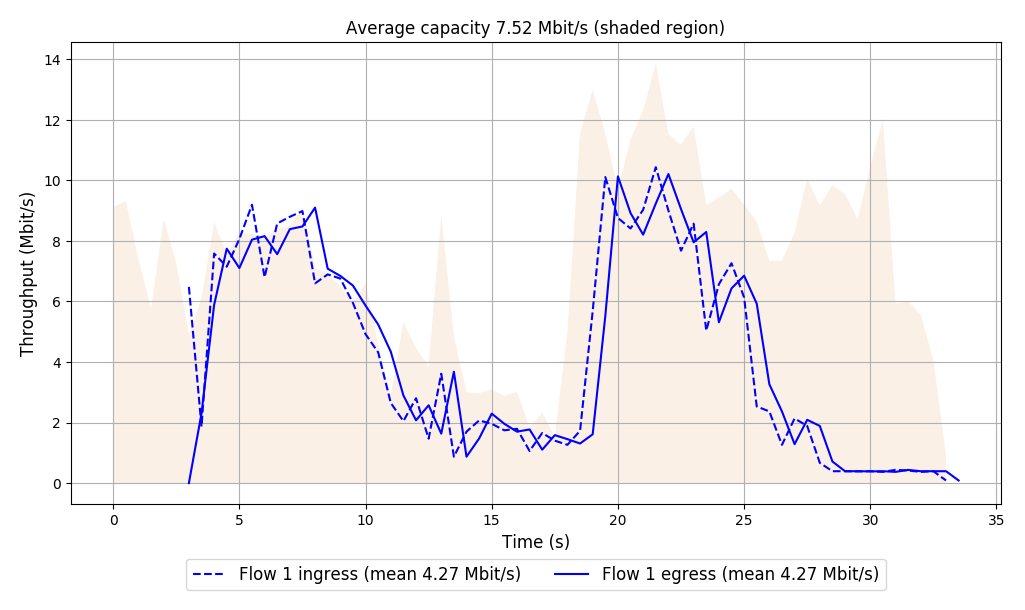 Average capacity 7.52 Mbit/s (shaded region)
Throughput (Mbit/s)
14
12
10
8
6
4
2
0
0 5 10 15 20 25 30 35
Time (s)
Flow 1 ingress (mean 4.27 Mbit/s) Flow 1 egress (mean 4.27 Mbit/s)